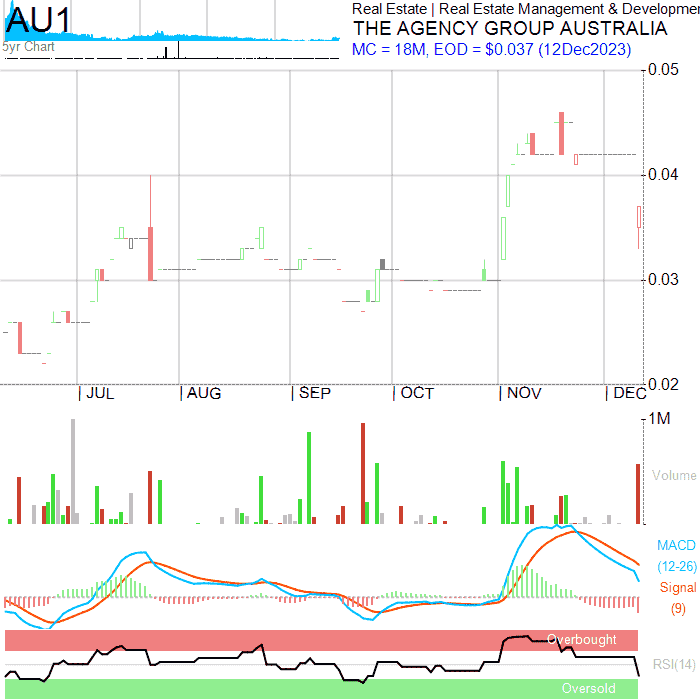 AU1
5yr Chart
Real Estate | Real Estate Management & Developmen
THE AGENCY GROUP AUSTRALIA
MC = 18M, EOD = $0.037 (12Dec2023)
0.05
0.04
0.03
0.02
| JUL | AUG | SEP | OCT | NOV | DEC
1M
Volume
MACD
(12-26)
Signal
(9)
Overbought
RSI(14)
Oversold